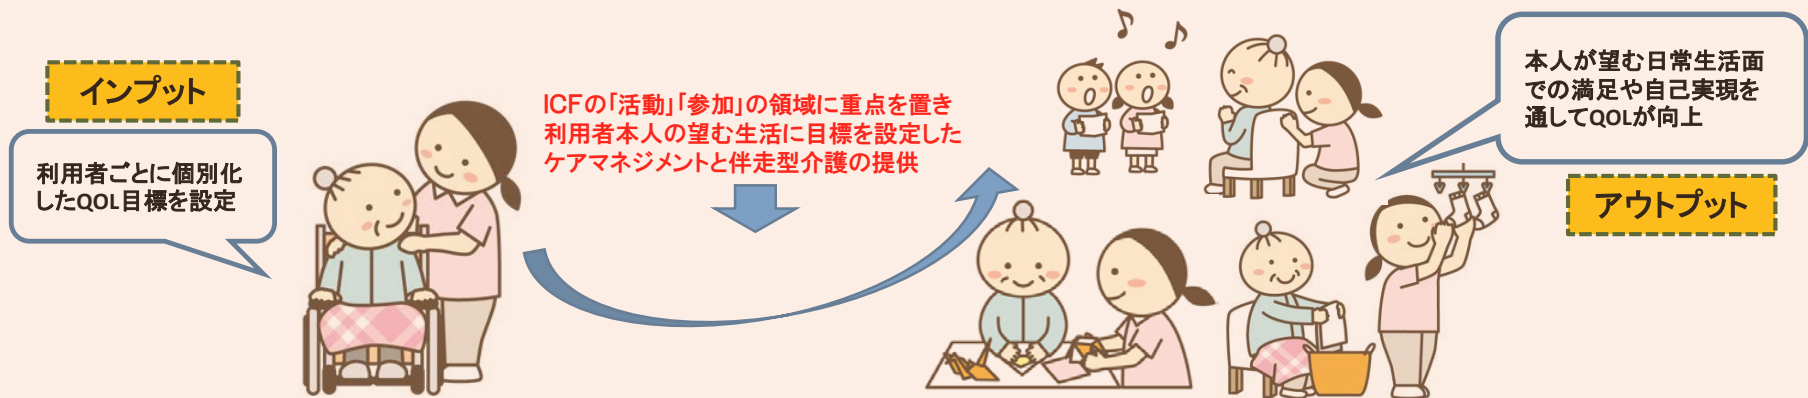 インプット
利用者ごとに個別化
したQOL目標を設定
ICFの「活動」「参加」の領域に重点を置き
利用者本人の望む生活に目標を設定した
ケアマネジメントと伴走型介護の提供
本人が望む日常生活面
での満足や自己実現を
通してQOLが向上
アウトプット